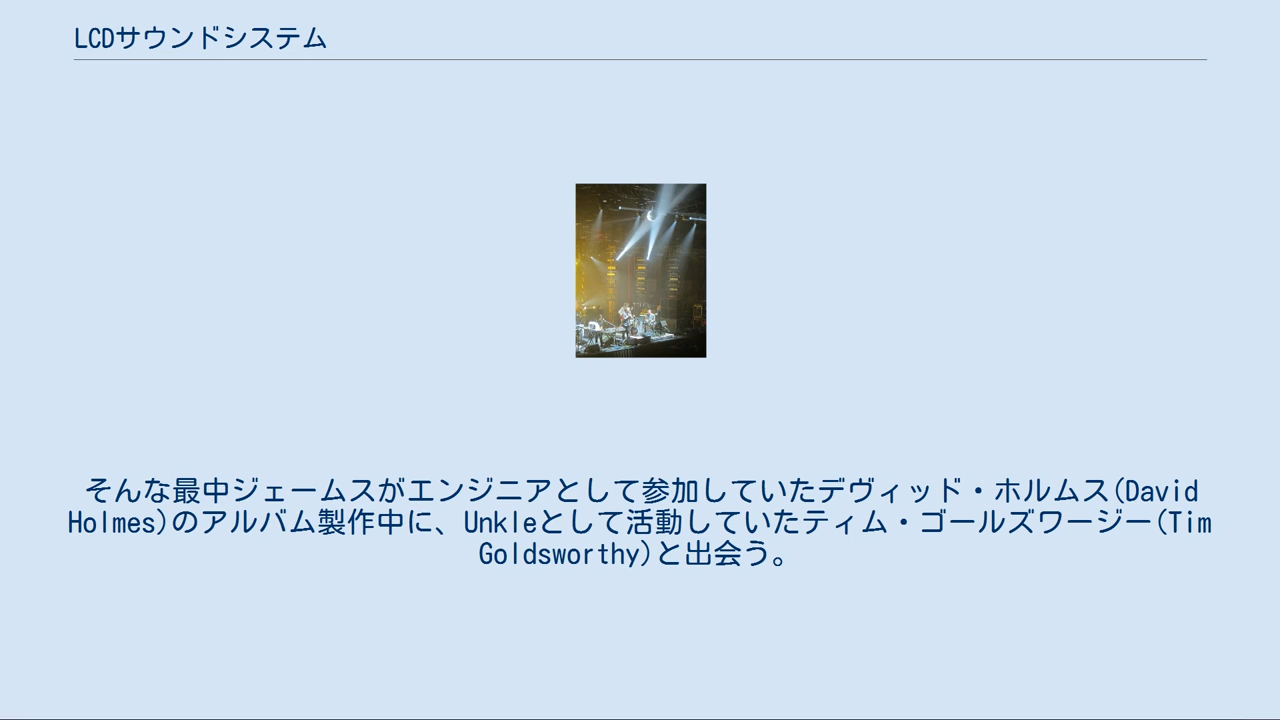 LCDサウンドシステム
そんな最中ジェームスがエンジニアとして参加していたデヴィッド・ホルムス(David
Holmes)のアルバム製作中に、Unkleとして活動していたティム・ゴールズワージー(Tim
Goldsworthy)と出会う。